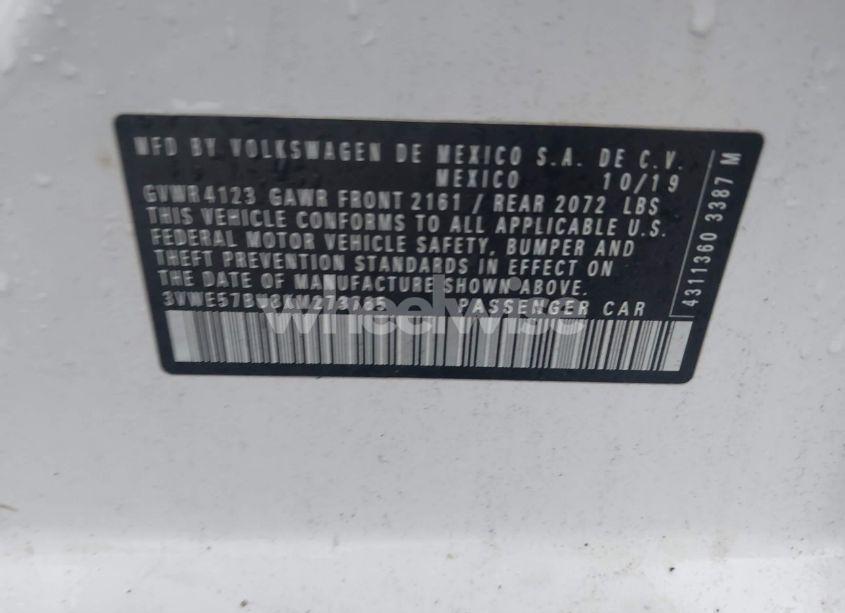 MFD BY VOLKSWAGEN DE MEXICO S.A. DE C.V.
MEXICO 10/19
GVWR 4123 GAWR FRONT 2161 / REAR 2072 LBS
THIS VEHICLE CONFORMS TO ALL APPLICABLE U.S.
FEDERAL MOTOR VEHICLE SAFETY, BUMPER AND
THEFT PREVENTION STANDARDS IN EFFECT ON
THE DATE OF MANUFACTURE SHOWN ABOVE.
PASSENGER CAR
4311360 3387 M
wheelwise